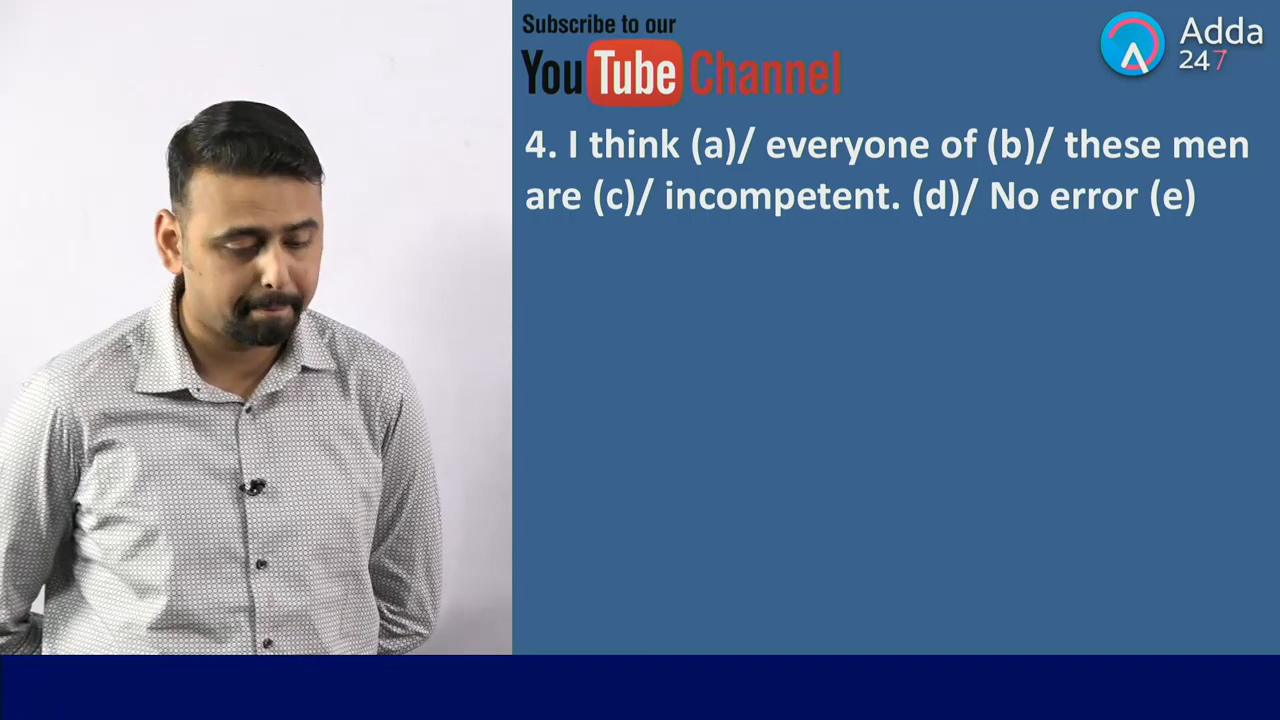 Subscribe to our
YouTube Channel
Adda
247
4. I think (a)/ everyone of (b)/ these men
are (c)/ incompetent. (d)/ No error (e)